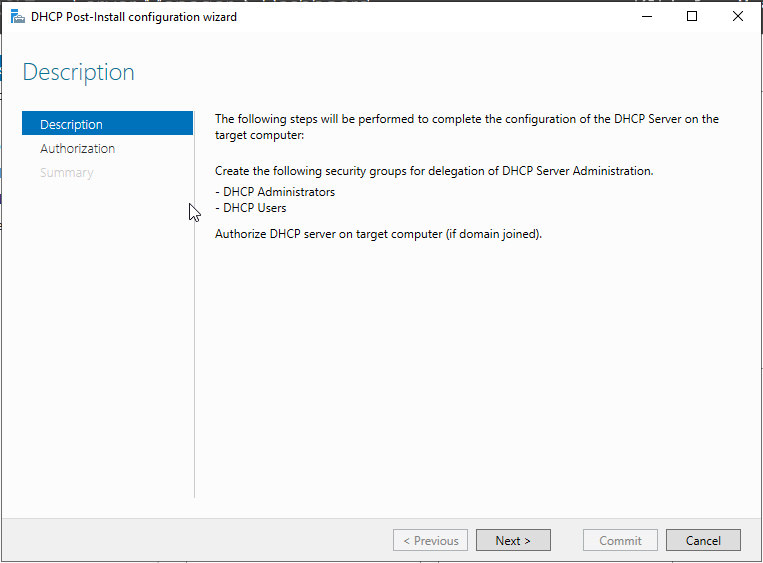 DHCP Post-Install configuration wizard
Description
Description
Authorization
Summary
The following steps will be performed to complete the configuration of the DHCP Server on the
target computer:
Create the following security groups for delegation of DHCP Server Administration.
- DHCP Administrators
- DHCP Users
Authorize DHCP server on target computer (if domain joined).
< Previous
Next >
Commit
Cancel